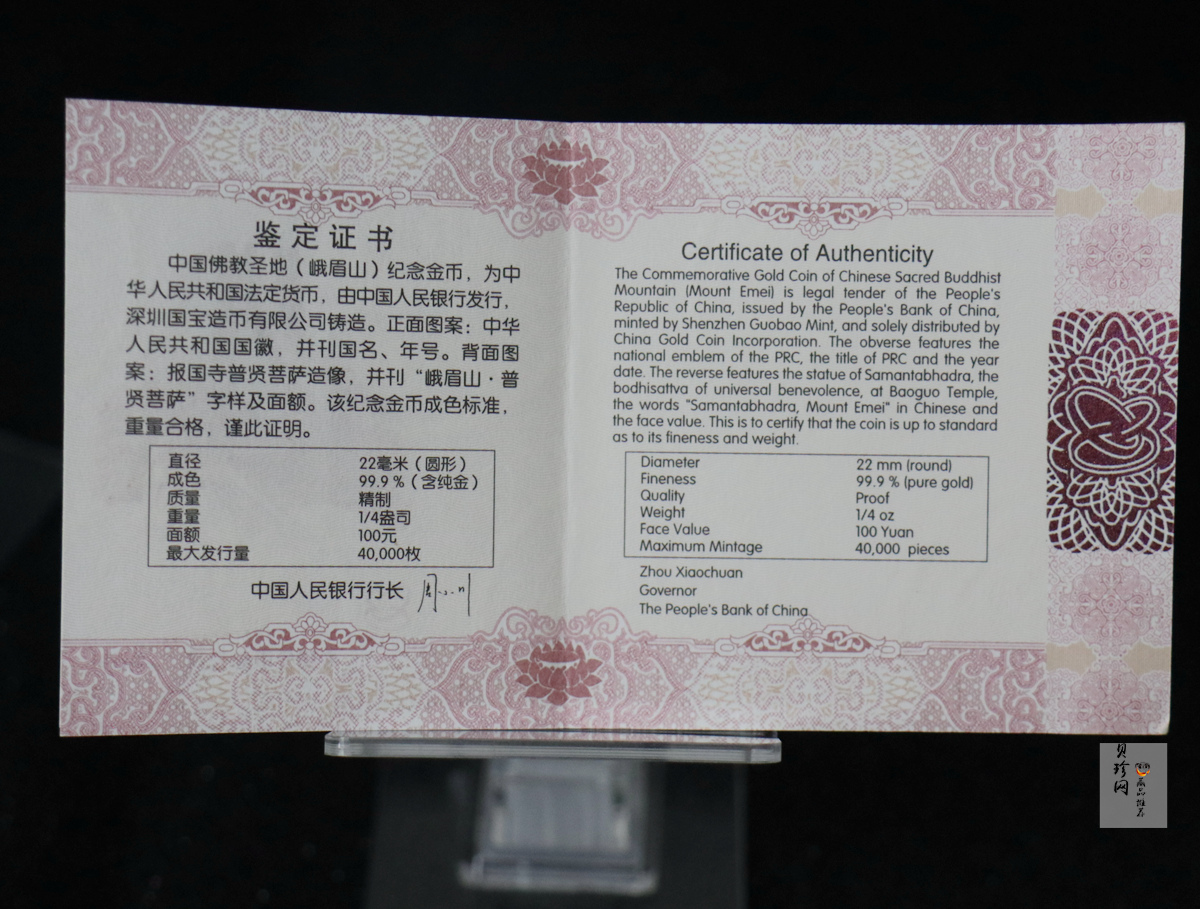 鉴定证书
中国佛教圣地（峨眉山）纪念金币，为中
华人民共和国法定货币，由中国人民银行发行，
深圳国宝造币有限公司铸造。正面图案：中华
人民共和国国徽，并刊国名、年号。背面图
案：报国寺普贤菩萨造像，并刊“峨眉山·普
贤菩萨”字样及面额。该纪念金币成色标准，
重量合格，谨此证明。
直径 22毫米（圆形）
成色 99.9％（含纯金）
质量 精制
重量 1/4盎司
面额 100元
最大发行量 40,000枚
中国人民银行行长
Certificate of Authenticity
The Commemorative Gold Coin of Chinese Sacred Buddhist
Mountain (Mount Emei) is legal tender of the People's
Republic of China, issued by the People's Bank of China,
minted by Shenzhen Guobao Mint, and solely distributed by
China Gold Coin Incorporation. The obverse features the
national emblem of the PRC, the title of PRC and the year
date. The reverse features the statue of Samantabhadra, the
bodhisattva of universal benevolence, at Baoguo Temple,
the words "Samantabhadra, Mount Emei" in Chinese and
the face value. This is to certify that the coin is up to standard
as to its fineness and weight.
Diameter 22 mm (round)
Fineness 99.9 % (pure gold)
Quality Proof
Weight 1/4 oz
Face Value 100 Yuan
Maximum Mintage 40,000 pieces
Zhou Xiaochuan
Governor
The People's Bank of China
贝珍网